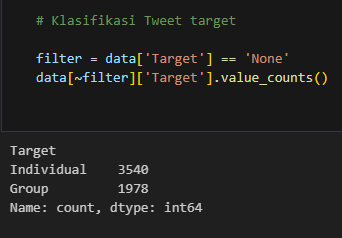 # Klasifikasi Tweet target
filter = data['Target'] == 'None'
data[~filter]['Target'].value_counts()
Target
Individual    3540
Group         1978
Name: count, dtype: int64